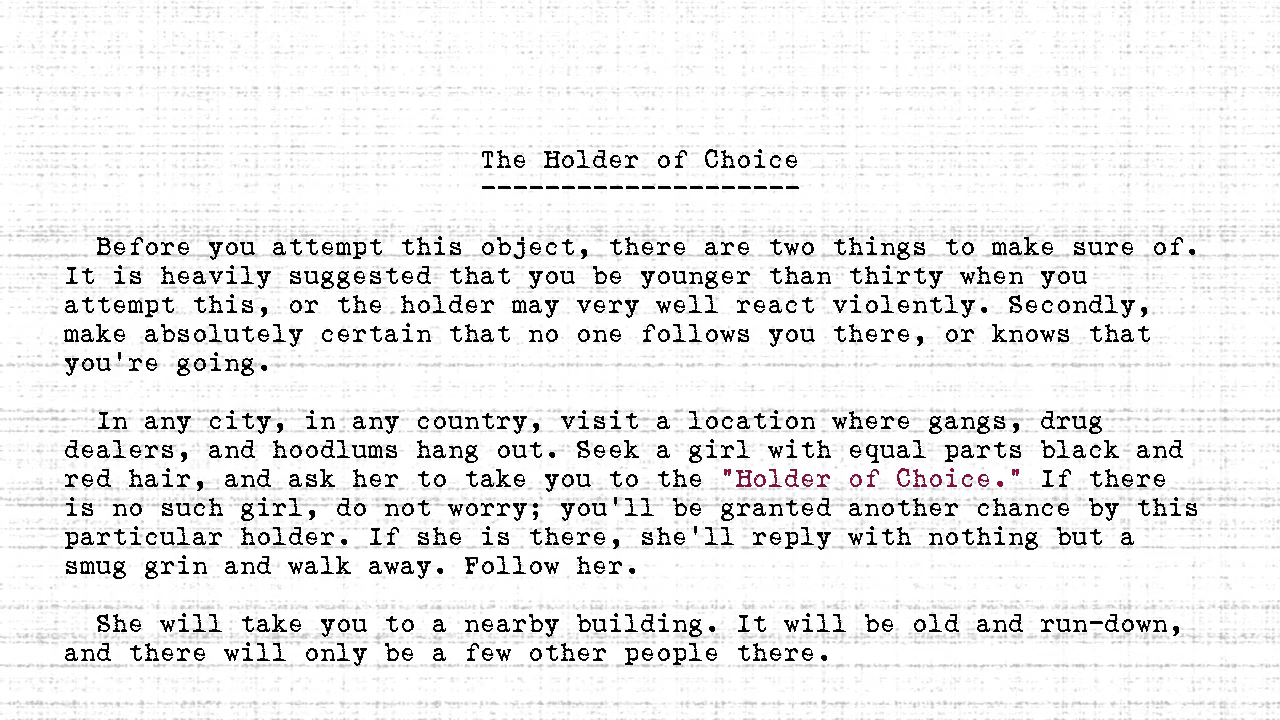 The Holder of Choice
--------------------
Before you attempt this object, there are two things to make sure of.
It is heavily suggested that you be younger than thirty when you
attempt this, or the holder may very well react violently. Secondly,
make absolutely certain that no one follows you there, or knows that
you're going.
In any city, in any country, visit a location where gangs, drug
dealers, and hoodlums hang out. Seek a girl with equal parts black and
red hair, and ask her to take you to the "Holder of Choice." If there
is no such girl, do not worry; you'll be granted another chance by this
particular holder. If she is there, she'll reply with nothing but a
smug grin and walk away. Follow her.
She will take you to a nearby building. It will be old and run-down,
and there will only be a few other people there.